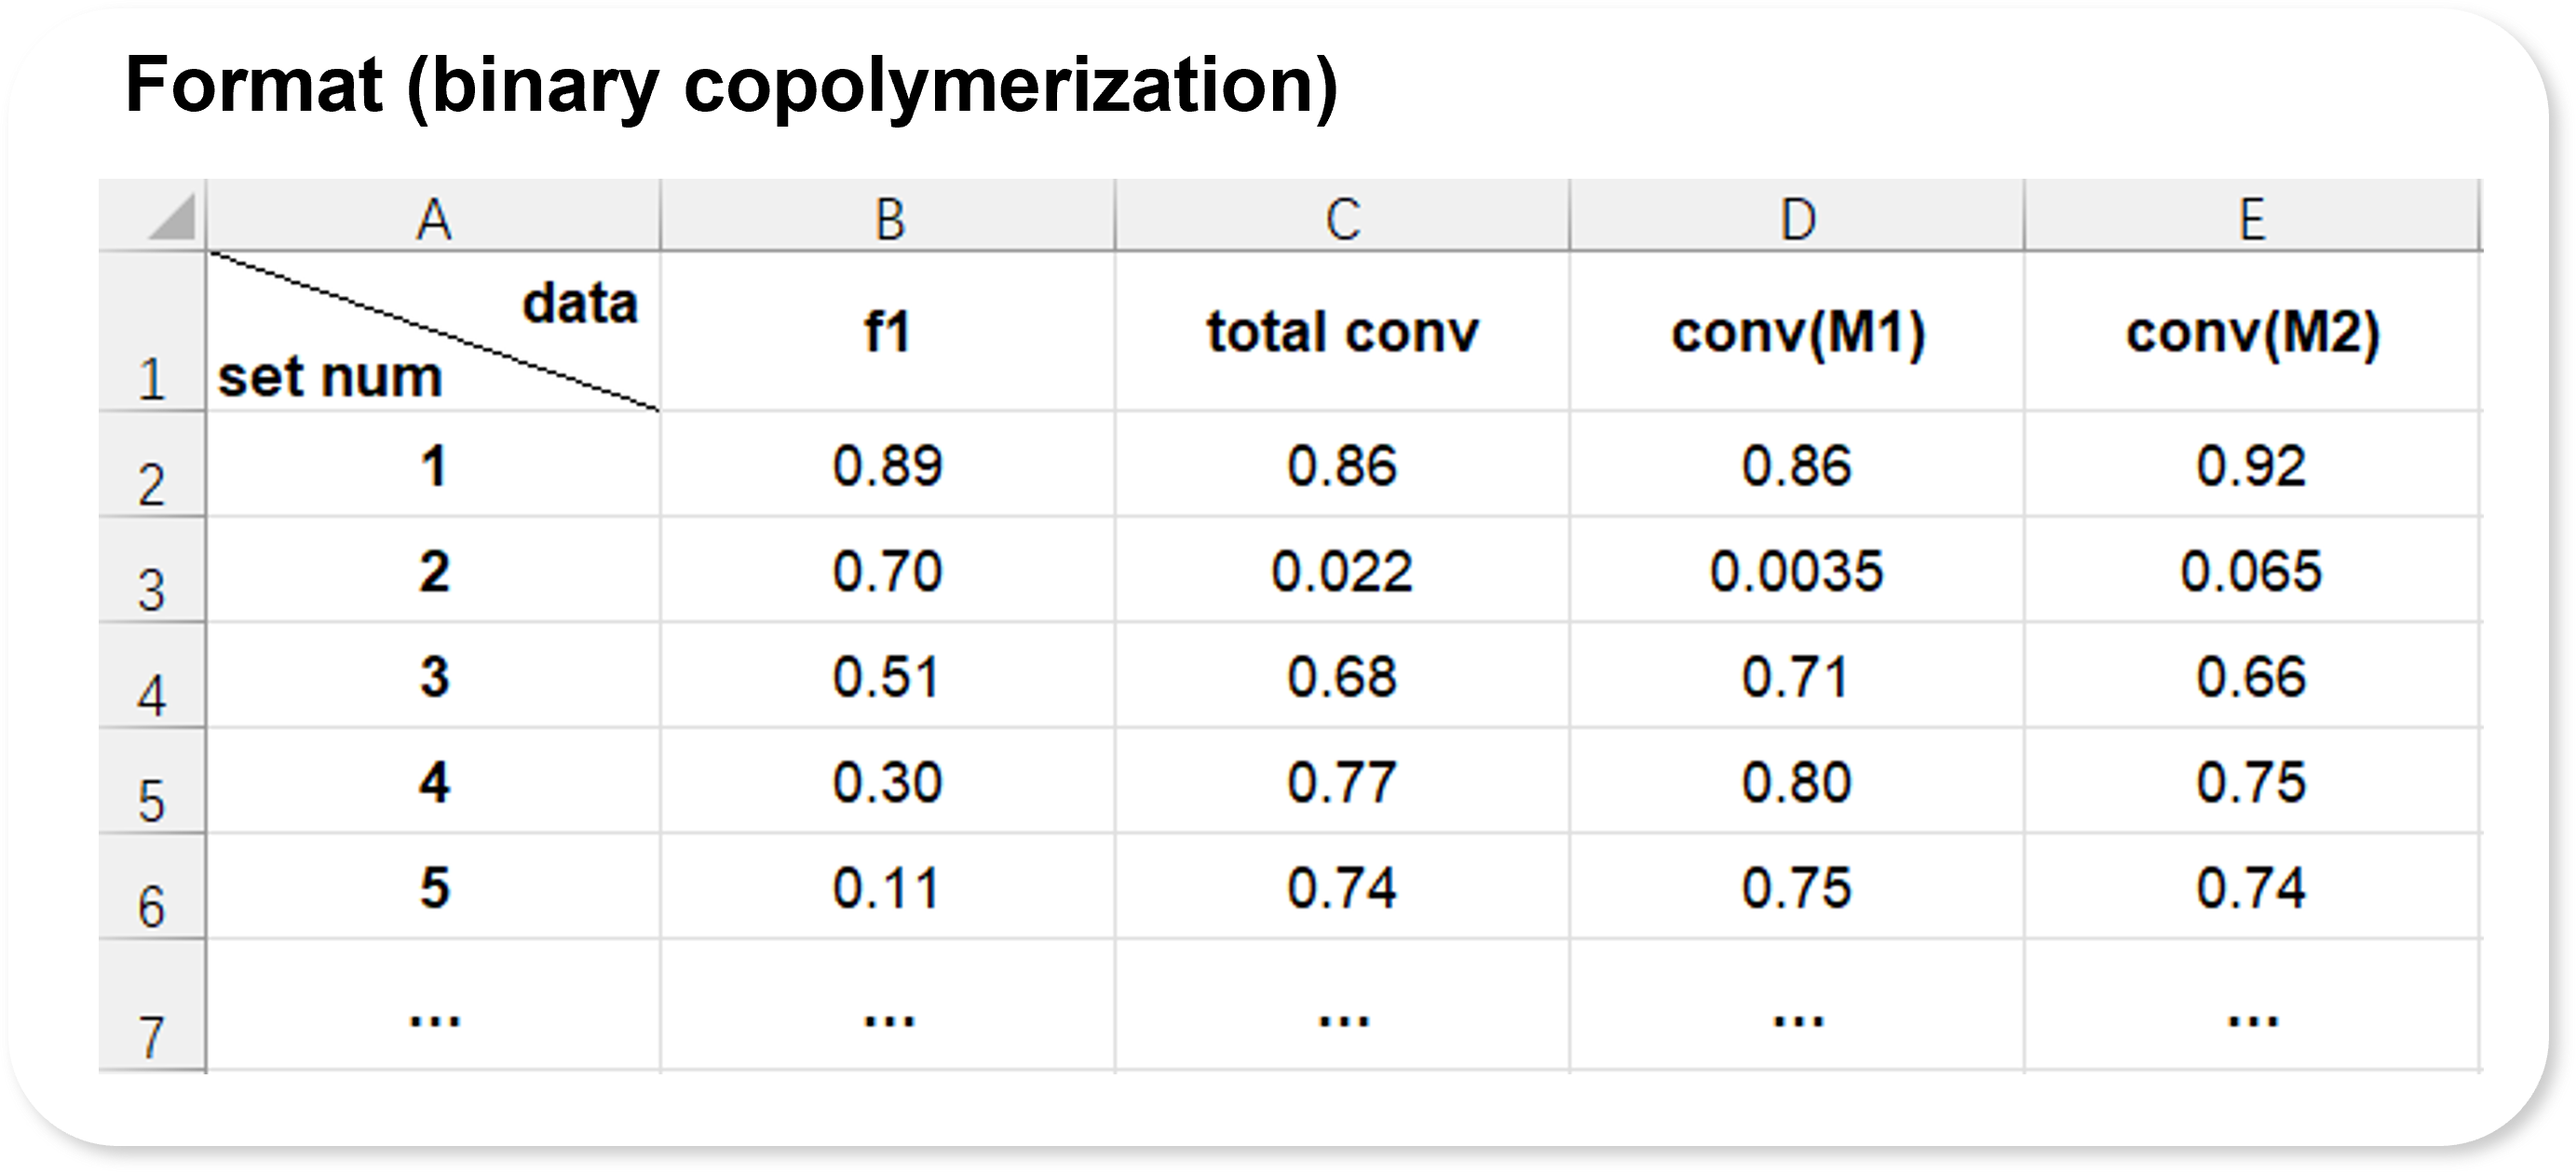 Format (binary copolymerization)
A B C D E
data
1 set num f1 total conv conv(M1) conv(M2)
2 1 0.89 0.86 0.86 0.92
3 2 0.70 0.022 0.0035 0.065
4 3 0.51 0.68 0.71 0.66
5 4 0.30 0.77 0.80 0.75
6 5 0.11 0.74 0.75 0.74
7 ... ... ... ... ...